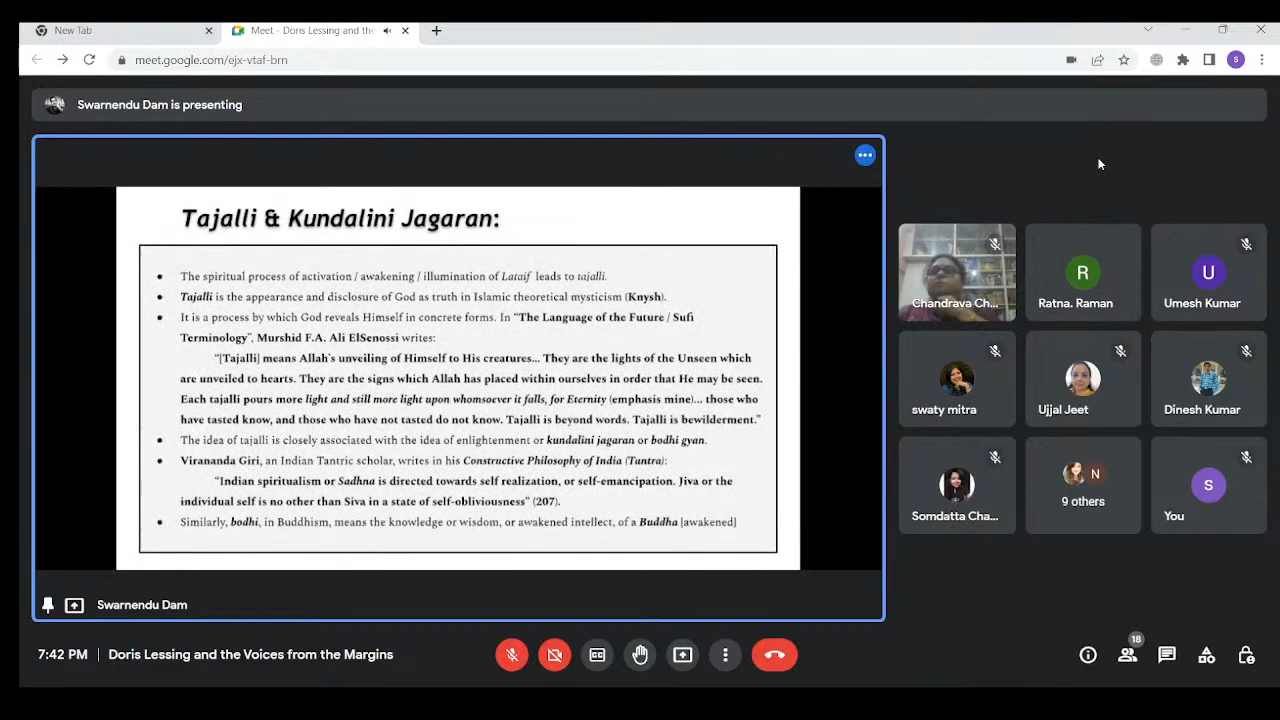 New Tab
Meet - Doris Lessing and the
meet.google.com/ejx-vtaf-brn
S
Swarnendu Dam is presenting
Tajalli & Kundalini Jagaran:
• The spiritual process of activation / awakening / illumination of Lataif leads to tajalli.
• Tajalli is the appearance and disclosure of God as truth in Islamic theoretical mysticism (Knysh).
• It is a process by which God reveals Himself in concrete forms. In “The Language of the Future / Sufi
Terminology”, Murshid F.A. Ali ElSenossi writes:
“[Tajalli] means Allah’s unveiling of Himself to His creatures... They are the lights of the Unseen which
are unveiled to hearts. They are the signs which Allah has placed within ourselves in order that He may be seen.
Each tajalli pours more light and still more light upon whomsoever it falls, for Eternity (emphasis mine)... those who
have tasted know, and those who have not tasted do not know. Tajalli is beyond words. Tajalli is bewilderment.”
• The idea of tajalli is closely associated with the idea of enlightenment or kundalini jagaran or bodhi gyan.
• Virananda Giri, an Indian Tantric scholar, writes in his Constructive Philosophy of India (Tantra):
“Indian spiritualism or Sadhna is directed towards self realization, or self-emancipation. Jiva or the
individual self is no other than Siva in a state of self-obliviousness” (207).
• Similarly, bodhi, in Buddhism, means the knowledge or wisdom, or awakened intellect, of a Buddha [awakened]
Swarnendu Dam
Chandrava Ch...
R
Ratna. Raman
U
Umesh Kumar
swaty mitra
Ujjal Jeet
Dinesh Kumar
Somdatta Cha...
N
9 others
S
You
7:42 PM | Doris Lessing and the Voices from the Margins
CC
18